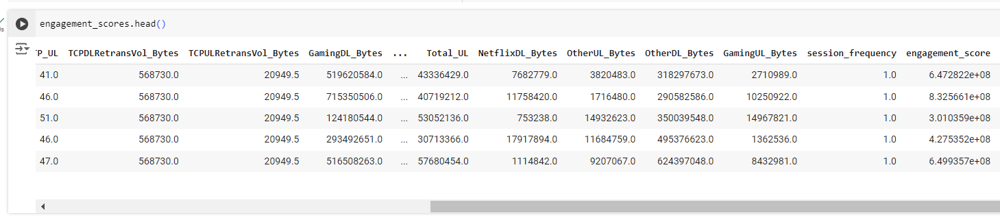 engagement_scores.head()
TP_UL TCPDLRetransVol_Bytes TCPULRetransVol_Bytes GamingDL_Bytes ... Total_UL NetflixDL_Bytes OtherUL_Bytes OtherDL_Bytes GamingUL_Bytes session_frequency engagement_score
41.0 568730.0 20949.5 519620584.0 ... 43336429.0 7682779.0 3820483.0 318297673.0 2710989.0 1.0 6.472822e+08
46.0 568730.0 20949.5 715350506.0 ... 40719212.0 11758420.0 1716480.0 290582586.0 10250922.0 1.0 8.325661e+08
51.0 568730.0 20949.5 124180544.0 ... 53052136.0 753238.0 14932623.0 350039548.0 14967821.0 1.0 3.010359e+08
46.0 568730.0 20949.5 293492651.0 ... 30713366.0 17917894.0 11684759.0 495376623.0 1362536.0 1.0 4.275352e+08
47.0 568730.0 20949.5 516508263.0 ... 57680454.0 1114842.0 9207067.0 624397048.0 8432981.0 1.0 6.499357e+08